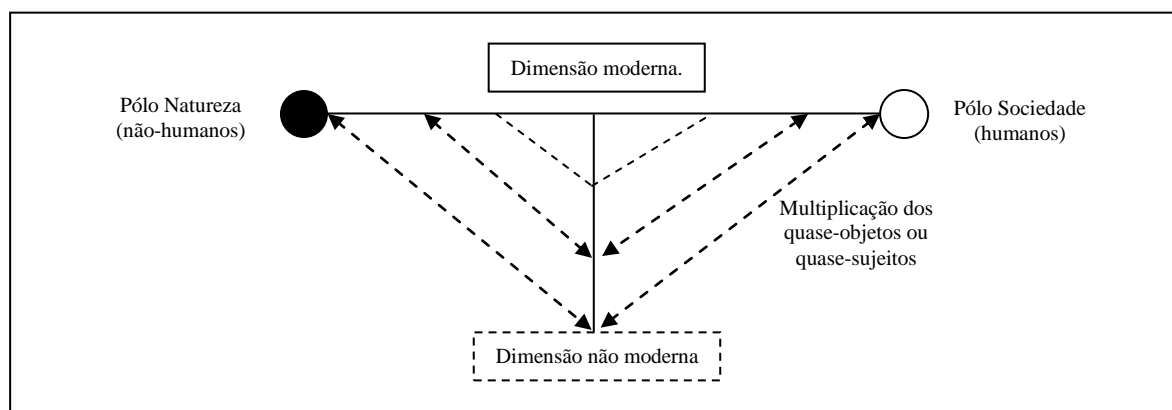 Dimensão moderna.
Pólo Natureza
(não-humanos)
Pólo Sociedade
(humanos)
Multiplicação dos
quase-objetos ou
quase-sujeitos
Dimensão não moderna